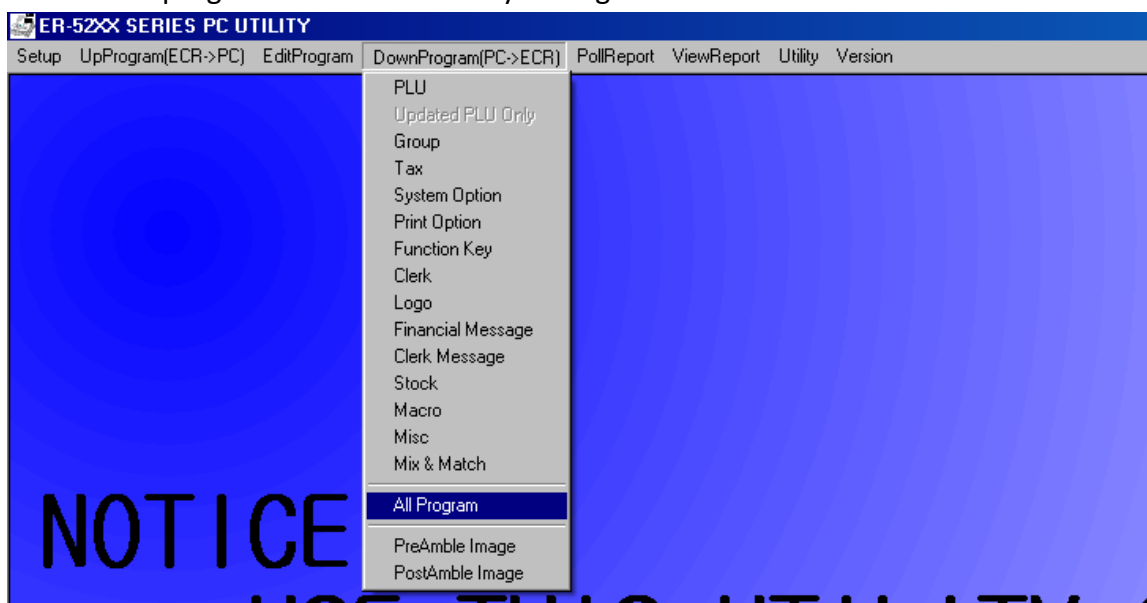 ER-52XX SERIES PC UTILITY
Setup UpProgram(ECR->PC) EditProgram DownProgram(PC->ECR) PollReport ViewReport Utility Version
PLU
Updated PLU Only
Group
Tax
System Option
Print Option
Function Key
Clerk
Logo
Financial Message
Clerk Message
Stock
Macro
Misc
Mix & Match
All Program
PreAmble Image
PostAmble Image
NOTICE